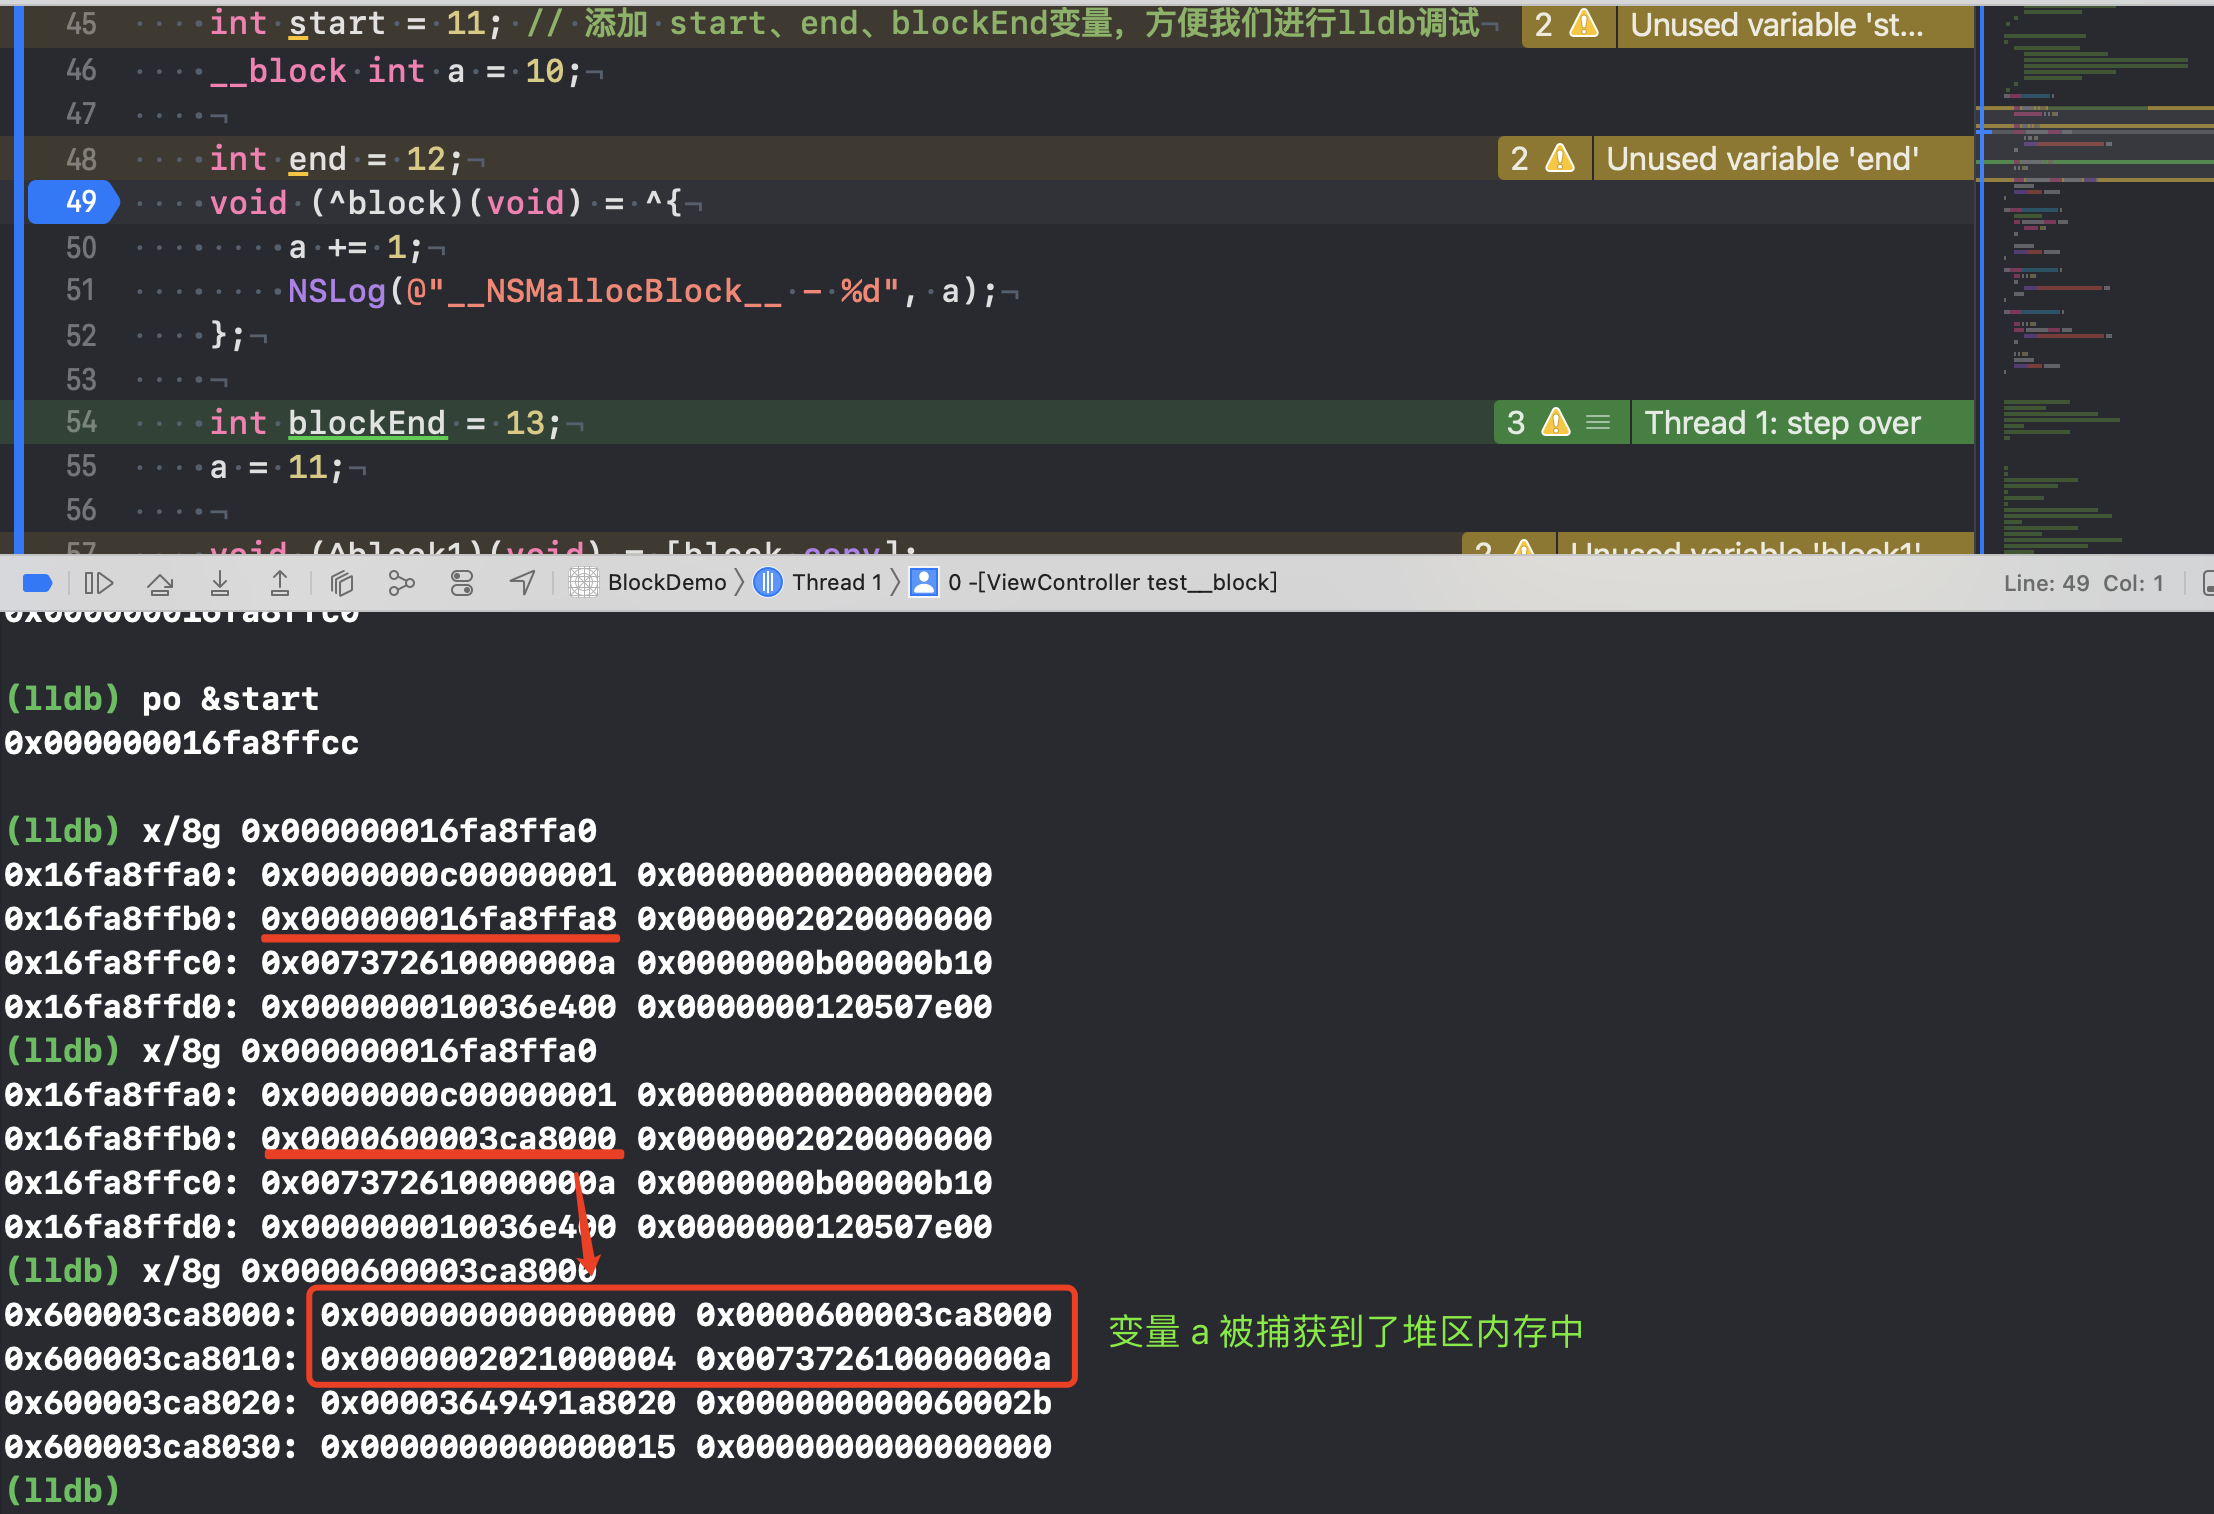 45 int start = 11; // 添加 start、end、blockEnd变量，方便我们进行lldb调试¬ 2 Unused variable 'st...
46 __block int a = 10;¬
47 ¬
48 int end = 12;¬ 2 Unused variable 'end'
49 void (^block)(void) = ^{¬
50 a += 1;¬
51 NSLog(@"__NSMallocBlock__ - %d", a);¬
52 };¬
53 ¬
54 int blockEnd = 13;¬ 3 Thread 1: step over
55 a = 11;¬
56 ¬
57 void (^block1)(void) = [block copy]; 2 Unused variable 'block1'
BlockDemo 〉 Thread 1 〉 0 -[ViewController test__block] Line: 49 Col: 1
0x000000016fa8ffc0
(lldb) po &start
0x000000016fa8ffcc
(lldb) x/8g 0x000000016fa8ffa0
0x16fa8ffa0: 0x0000000c00000001 0x0000000000000000
0x16fa8ffb0: 0x000000016fa8ffa8 0x0000002020000000
0x16fa8ffc0: 0x007372610000000a 0x0000000b00000b10
0x16fa8ffd0: 0x000000010036e400 0x0000000120507e00
(lldb) x/8g 0x000000016fa8ffa0
0x16fa8ffa0: 0x0000000c00000001 0x0000000000000000
0x16fa8ffb0: 0x0000600003ca8000 0x0000002020000000
0x16fa8ffc0: 0x007372610000000a 0x0000000b00000b10
0x16fa8ffd0: 0x000000010036e400 0x0000000120507e00
(lldb) x/8g 0x0000600003ca8000
0x600003ca8000: 0x0000000000000000 0x0000600003ca8000
变量 a 被捕获到了堆区内存中
0x600003ca8010: 0x0000002021000004 0x007372610000000a
0x600003ca8020: 0x00003649491a8020 0x000000000060002b
0x600003ca8030: 0x0000000000000015 0x0000000000000000
(lldb)